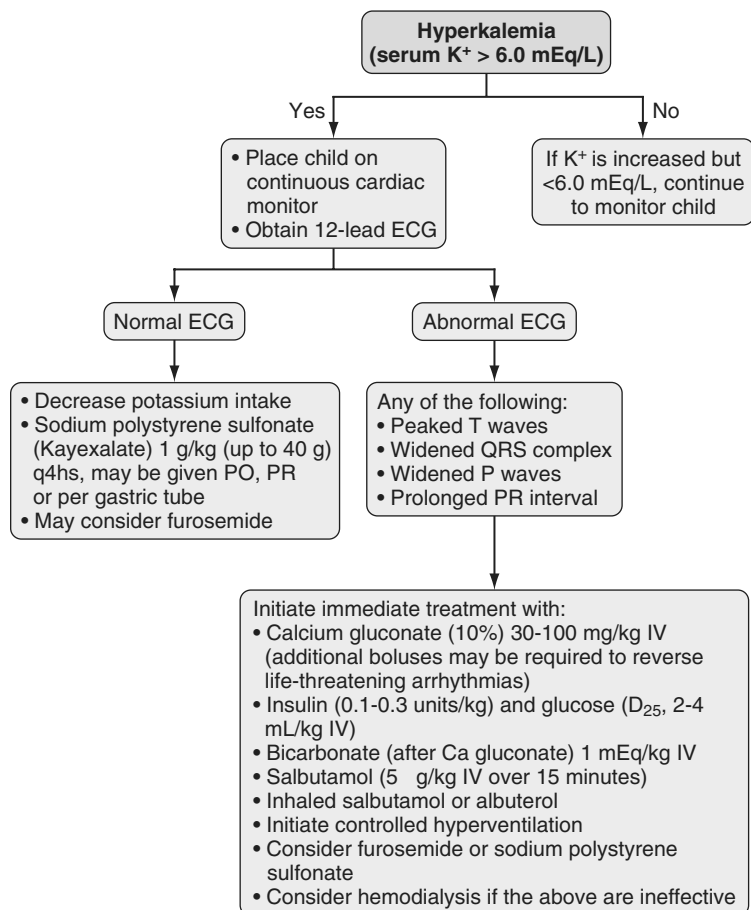 Hyperkalemia
(serum K⁺ > 6.0 mEq/L)
Yes
No
• Place child on
continuous cardiac
monitor
• Obtain 12-lead ECG
If K⁺ is increased but
<6.0 mEq/L, continue
to monitor child
Normal ECG
Abnormal ECG
• Decrease potassium intake
• Sodium polystyrene sulfonate
(Kayexalate) 1 g/kg (up to 40 g)
q4hs, may be given PO, PR
or per gastric tube
• May consider furosemide
Any of the following:
• Peaked T waves
• Widened QRS complex
• Widened P waves
• Prolonged PR interval
Initiate immediate treatment with:
• Calcium gluconate (10%) 30-100 mg/kg IV
(additional boluses may be required to reverse
life-threatening arrhythmias)
• Insulin (0.1-0.3 units/kg) and glucose (D₂₅, 2-4
mL/kg IV)
• Bicarbonate (after Ca gluconate) 1 mEq/kg IV
• Salbutamol (5 g/kg IV over 15 minutes)
• Inhaled salbutamol or albuterol
• Initiate controlled hyperventilation
• Consider furosemide or sodium polystyrene
sulfonate
• Consider hemodialysis if the above are ineffective